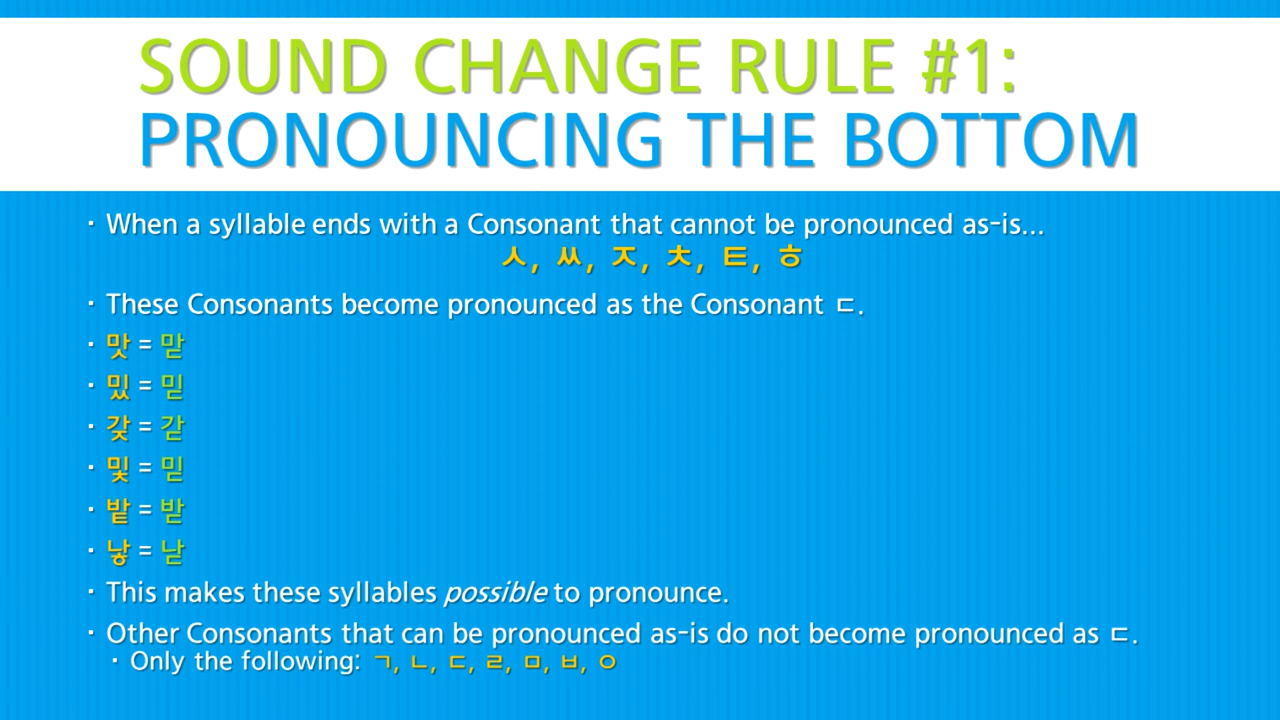 SOUND CHANGE RULE #1:
PRONOUNCING THE BOTTOM
· When a syllable ends with a Consonant that cannot be pronounced as-is...
ㅅ, ㅆ, ㅈ, ㅊ, ㅌ, ㅎ
· These Consonants become pronounced as the Consonant ㄷ.
· 맛 = 맏
· 밌 = 믿
· 갖 = 갇
· 및 = 믿
· 밭 = 받
· 낳 = 낟
· This makes these syllables possible to pronounce.
· Other Consonants that can be pronounced as-is do not become pronounced as ㄷ.
· Only the following: ㄱ, ㄴ, ㄷ, ㄹ, ㅁ, ㅂ, ㅇ